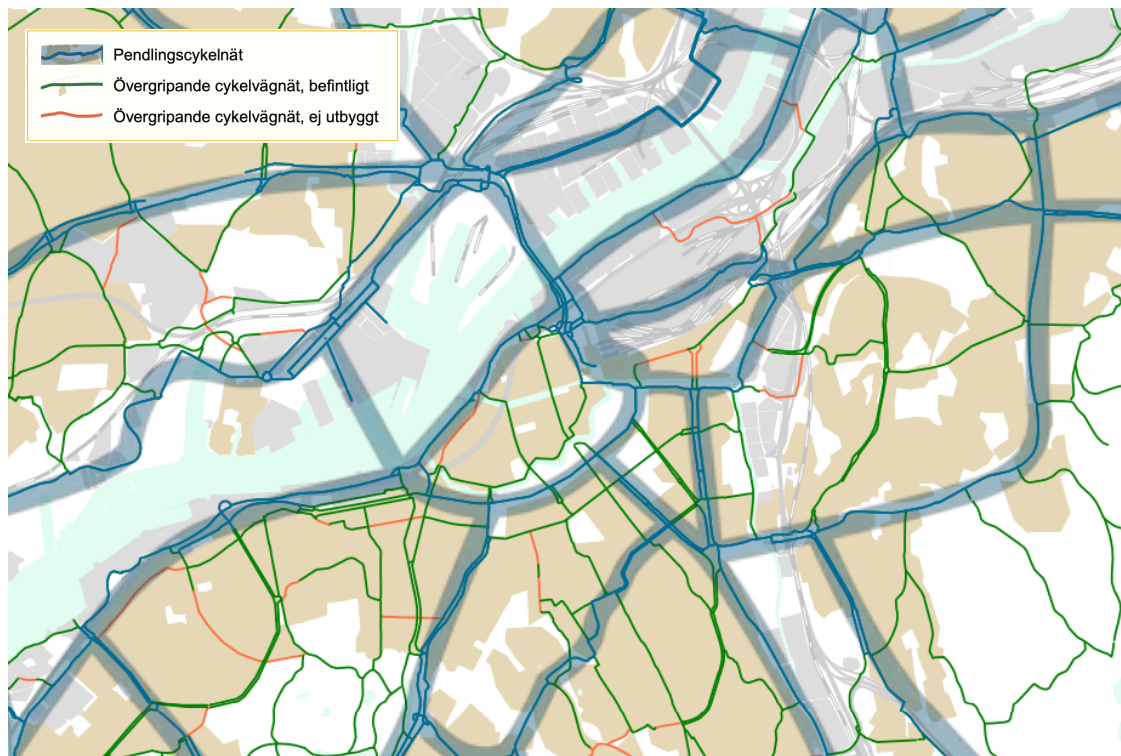 Pendlingscykelnät
Övergripande cykelvägnät, befintligt
Övergripande cykelvägnät, ej utbyggt